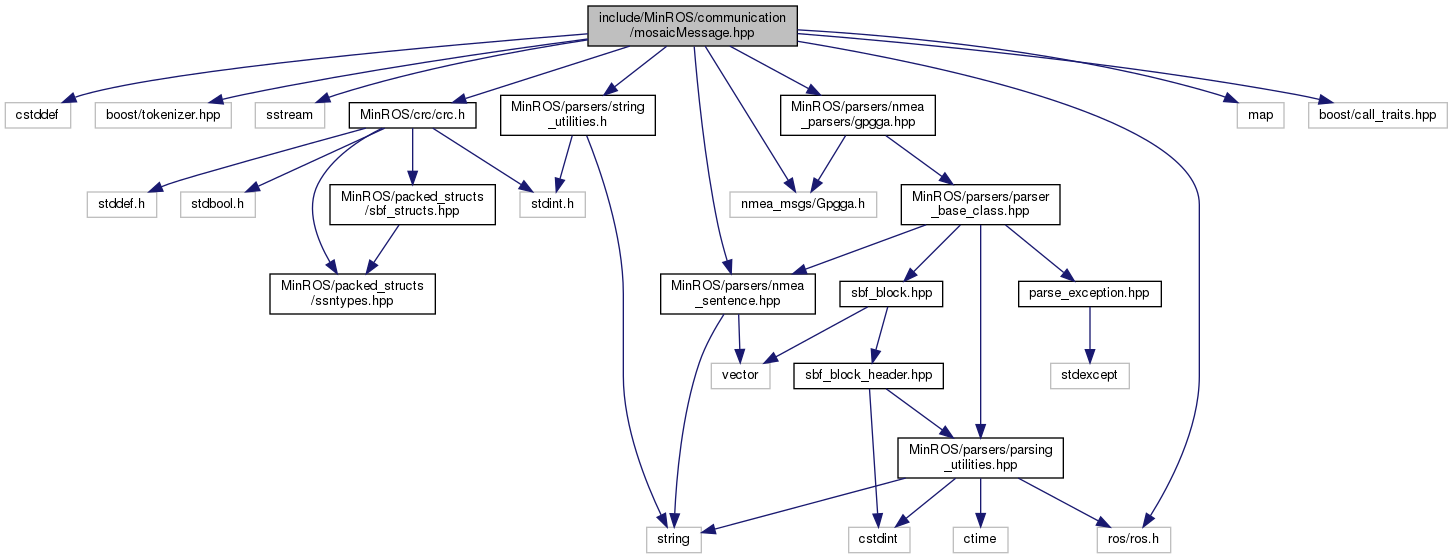 include/MinROS/communication
/mosaicMessage.hpp
cstddef
boost/tokenizer.hpp
sstream
MinROS/crc/crc.h
MinROS/parsers/string
_utilities.h
MinROS/parsers/nmea
_parsers/gpgga.hpp
map
boost/call_traits.hpp
stddef.h
stdbool.h
MinROS/packed_structs
/sbf_structs.hpp
stdint.h
nmea_msgs/Gpgga.h
MinROS/parsers/parser
_base_class.hpp
MinROS/packed_structs
/ssntypes.hpp
MinROS/parsers/nmea
_sentence.hpp
sbf_block.hpp
parse_exception.hpp
vector
sbf_block_header.hpp
stdexcept
MinROS/parsers/parsing
_utilities.hpp
string
cstdint
ctime
ros/ros.h